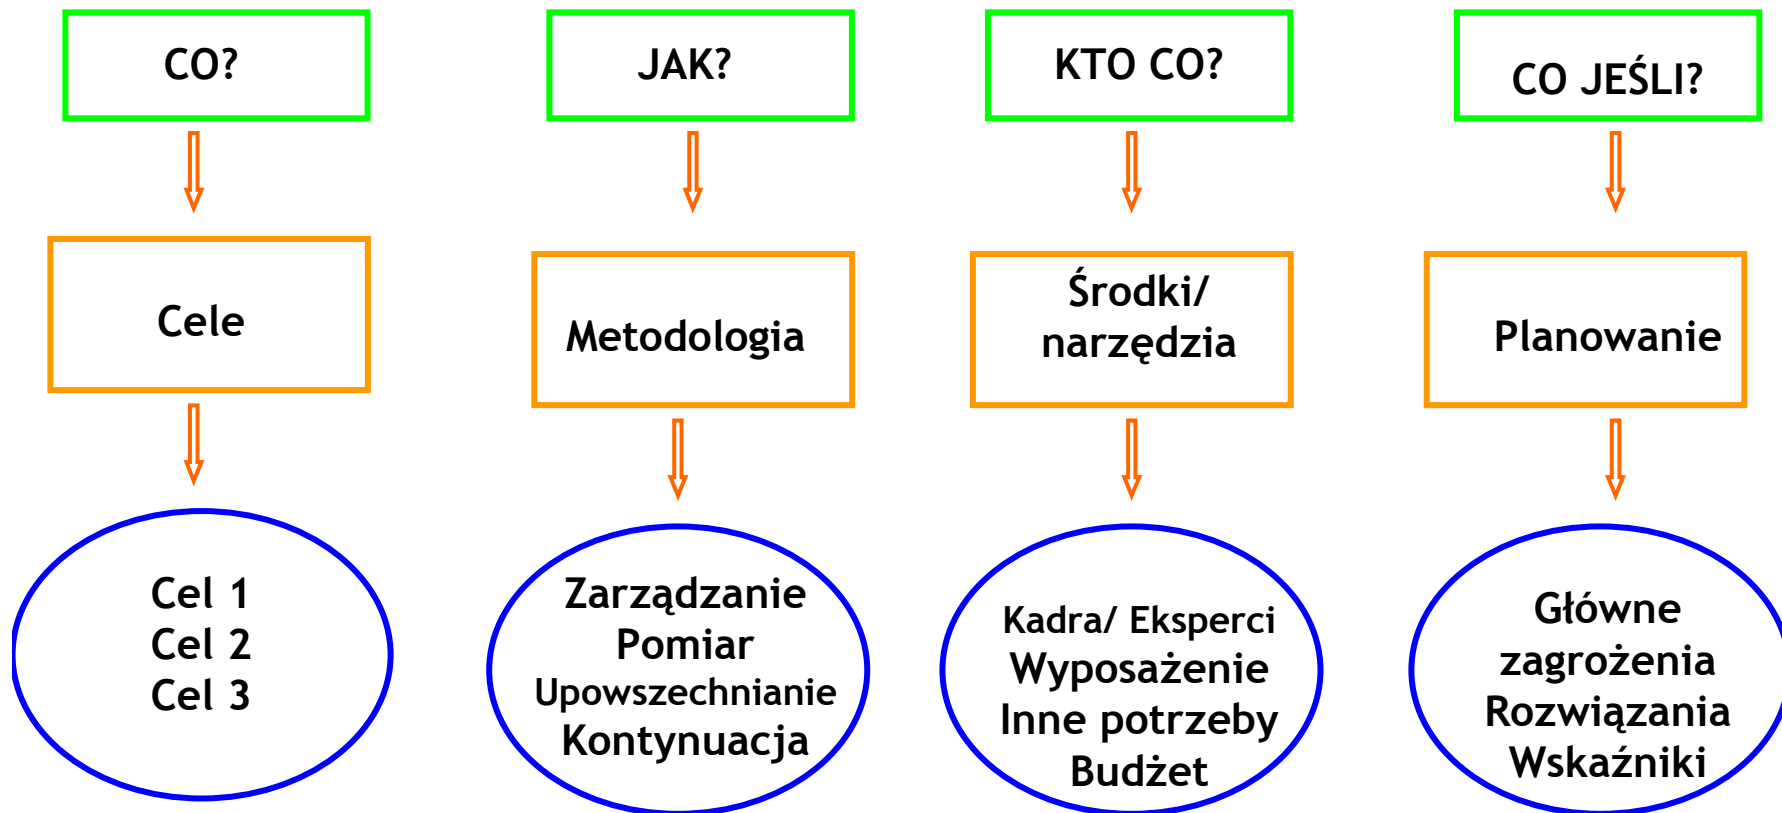 CO?
JAK?
KTO CO?
CO JEŚLI?
Cele
Metodologia
Środki/
narzędzia
Planowanie
Cel 1
Cel 2
Cel 3
Zarządzanie
Pomiar
Upowszechnianie
Kontynuacja
Kadra/ Eksperci
Wyposażenie
Inne potrzeby
Budżet
Główne
zagrożenia
Rozwiązania
Wskaźniki